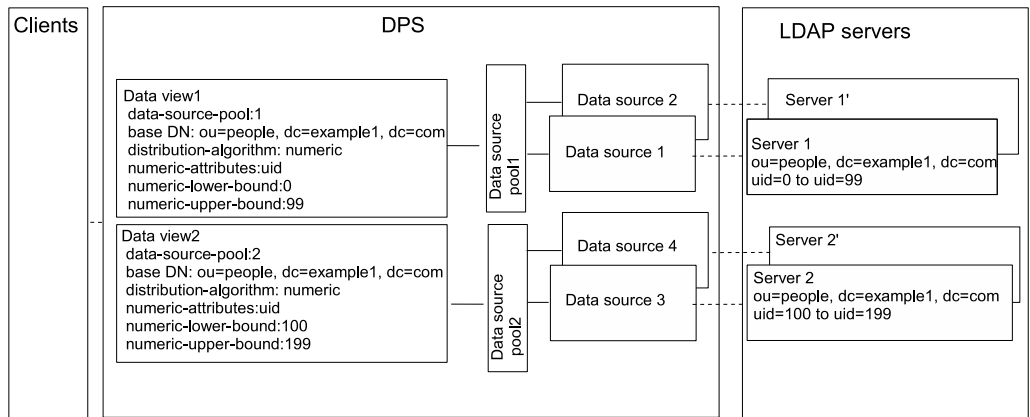 Clients
DPS
LDAP servers
Data view1
data-source-pool:1
base DN: ou=people, dc=example1, dc=com
distribution-algorithm: numeric
numeric-attributes:uid
numeric-lower-bound:0
numeric-upper-bound:99
Data source
pool1
Data source 2
Data source 1
Server 1'
Server 1
ou=people, dc=example1, dc=com
uid=0 to uid=99
Data view2
data-source-pool:2
base DN: ou=people, dc=example1, dc=com
distribution-algorithm: numeric
numeric-attributes:uid
numeric-lower-bound:100
numeric-upper-bound:199
Data source
pool2
Data source 4
Data source 3
Server 2'
Server 2
ou=people, dc=example1, dc=com
uid=100 to uid=199